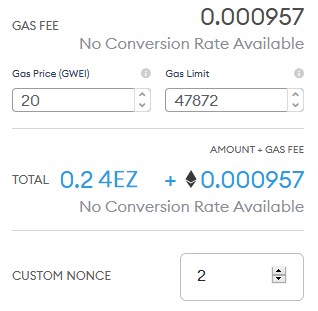 GAS FEE 0.000957
No Conversion Rate Available
Gas Price (GWEI) Gas Limit
20 47872
AMOUNT + GAS FEE
TOTAL 0.2 4EZ + 0.000957
No Conversion Rate Available
CUSTOM NONCE 2